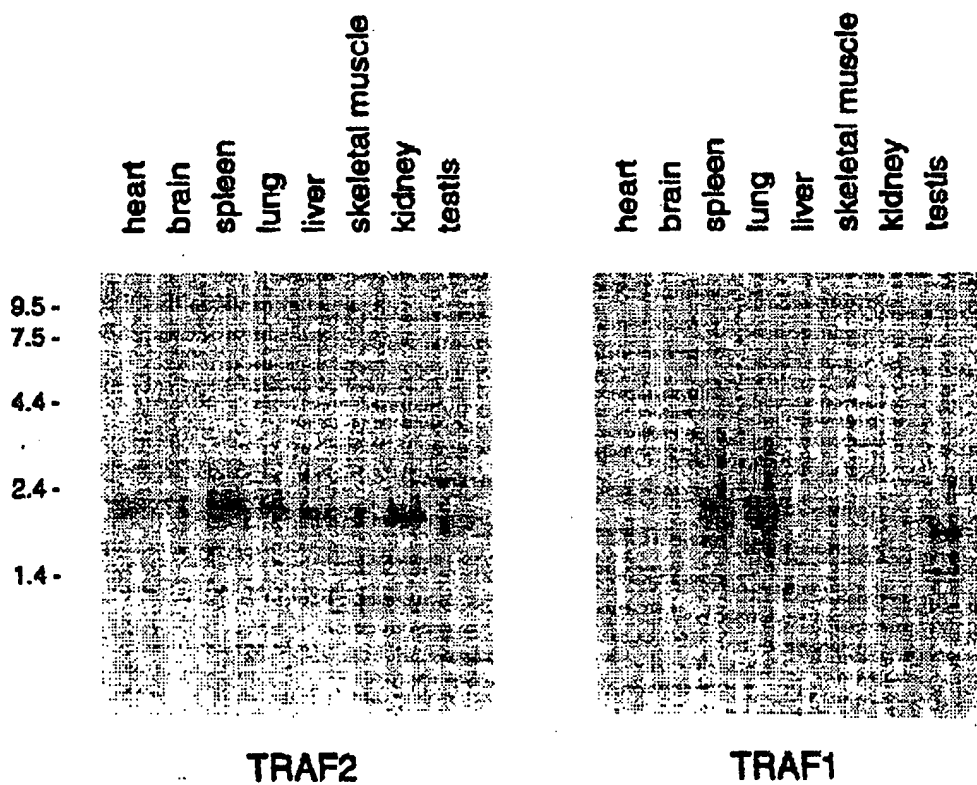 heart
brain
spleen
lung
liver
skeletal muscle
kidney
testis
heart
brain
spleen
lung
liver
skeletal muscle
kidney
testis
9.5 -
7.5 -
4.4 -
2.4 -
1.4 -
TRAF2
TRAF1